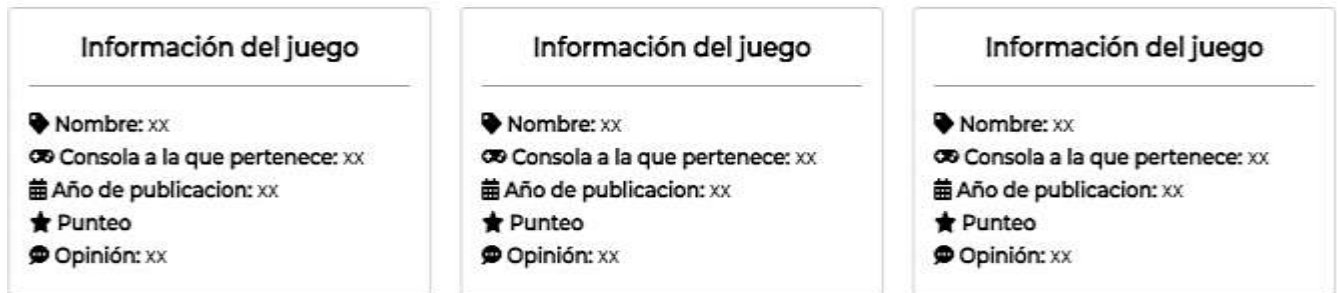 Información del juego
Nombre: xx
Consola a la que pertenece: xx
Año de publicacion: xx
Punteo
Opinión: xx
Información del juego
Nombre: xx
Consola a la que pertenece: xx
Año de publicacion: xx
Punteo
Opinión: xx
Información del juego
Nombre: xx
Consola a la que pertenece: xx
Año de publicacion: xx
Punteo
Opinión: xx